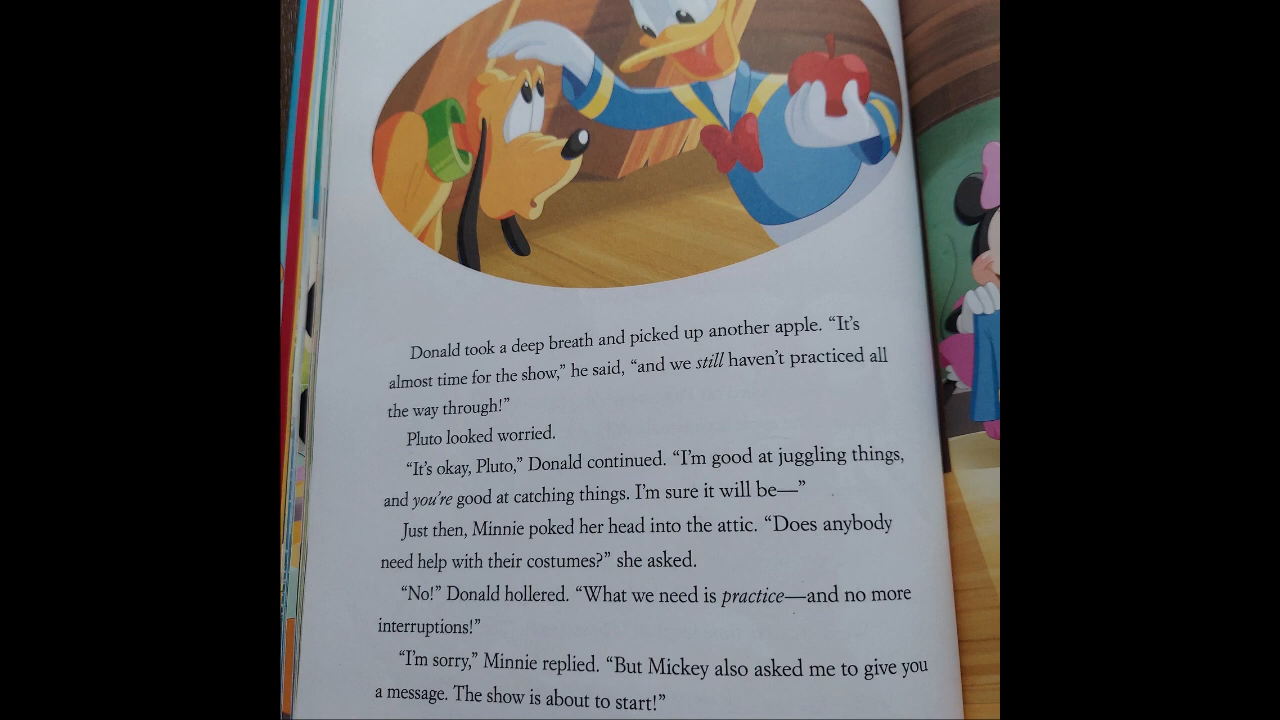 Donald took a deep breath and picked up another apple. “It’s
almost time for the show,” he said, “and we still haven’t practiced all
the way through!”
Pluto looked worried.
“It’s okay, Pluto,” Donald continued. “I’m good at juggling things,
and you’re good at catching things. I’m sure it will be—”
Just then, Minnie poked her head into the attic. “Does anybody
need help with their costumes?” she asked.
“No!” Donald hollered. “What we need is practice—and no more
interruptions!”
“I’m sorry,” Minnie replied. “But Mickey also asked me to give you
a message. The show is about to start!”